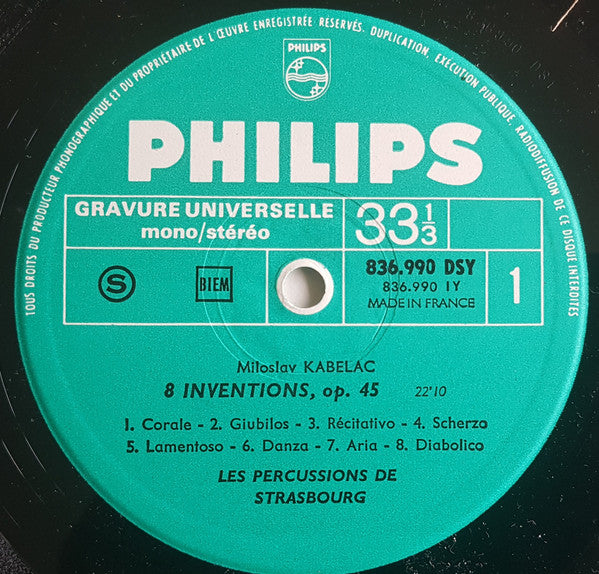 TOUS DROITS DU PRODUCTEUR PHONOGRAPHIQUE ET DU PROPRIÉTAIRE DE L'ŒUVRE ENREGISTRÉE RÉSERVÉS. DUPLICATION, EXÉCUTION PUBLIQUE, RADIODIFFUSION DE CE DISQUE INTERDITES
PHILIPS
PHILIPS
GRAVURE UNIVERSELLE
mono/stéréo
33 1/3
S
BIEM
836.990 DSY
836.990 1Y
MADE IN FRANCE
1
Miloslav KABELAC
8 INVENTIONS, op. 45 22'10
1. Corale - 2. Giubilos - 3. Récitativo - 4. Scherzo
5. Lamentoso - 6. Danza - 7. Aria - 8. Diabolico
LES PERCUSSIONS DE
STRASBOURG